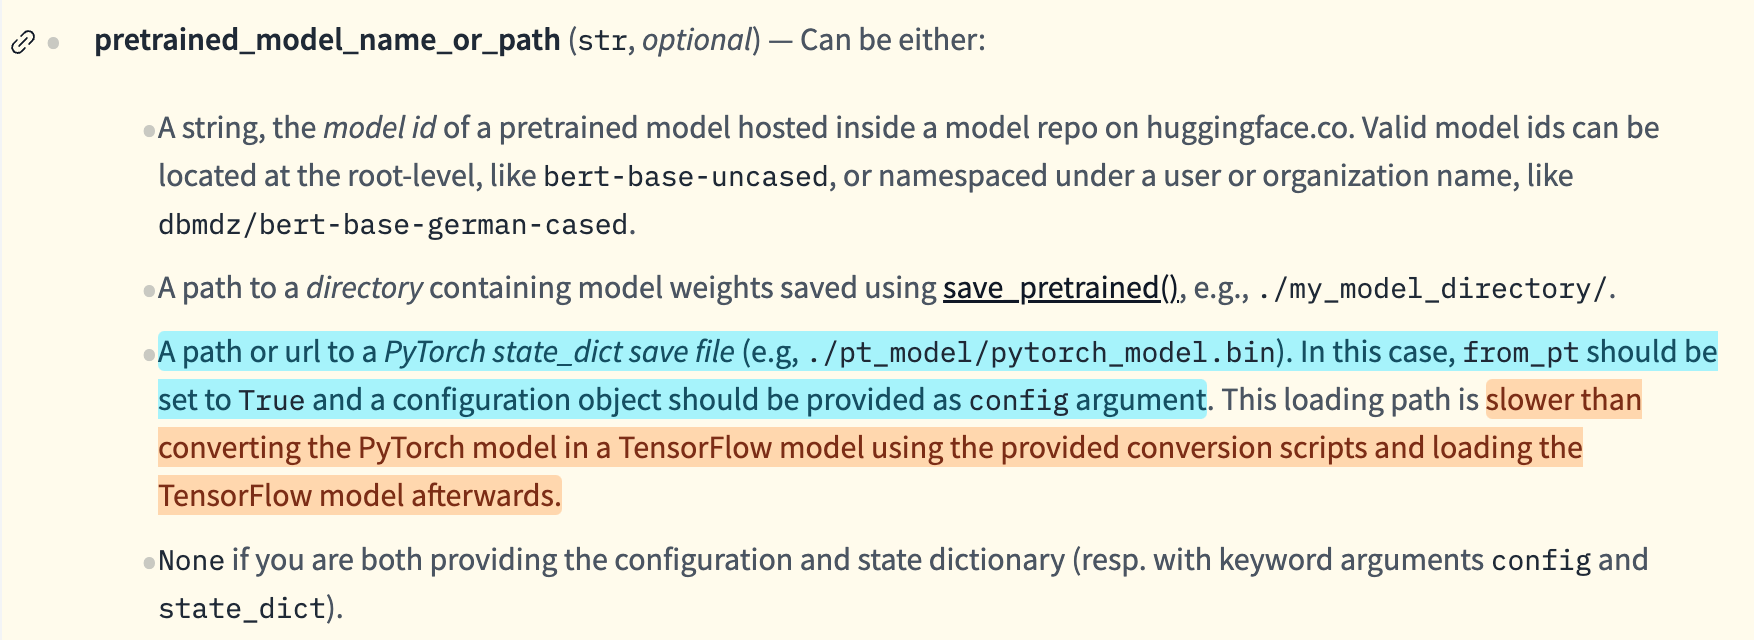 pretrained_model_name_or_path (str, optional) — Can be either:
A string, the model id of a pretrained model hosted inside a model repo on huggingface.co. Valid model ids can be
located at the root-level, like bert-base-uncased, or namespaced under a user or organization name, like
dbmdz/bert-base-german-cased.
A path to a directory containing model weights saved using save_pretrained(), e.g., ./my_model_directory/.
A path or url to a PyTorch state_dict save file (e.g, ./pt_model/pytorch_model.bin). In this case, from_pt should be
set to True and a configuration object should be provided as config argument. This loading path is slower than
converting the PyTorch model in a TensorFlow model using the provided conversion scripts and loading the
TensorFlow model afterwards.
None if you are both providing the configuration and state dictionary (resp. with keyword arguments config and
state_dict).